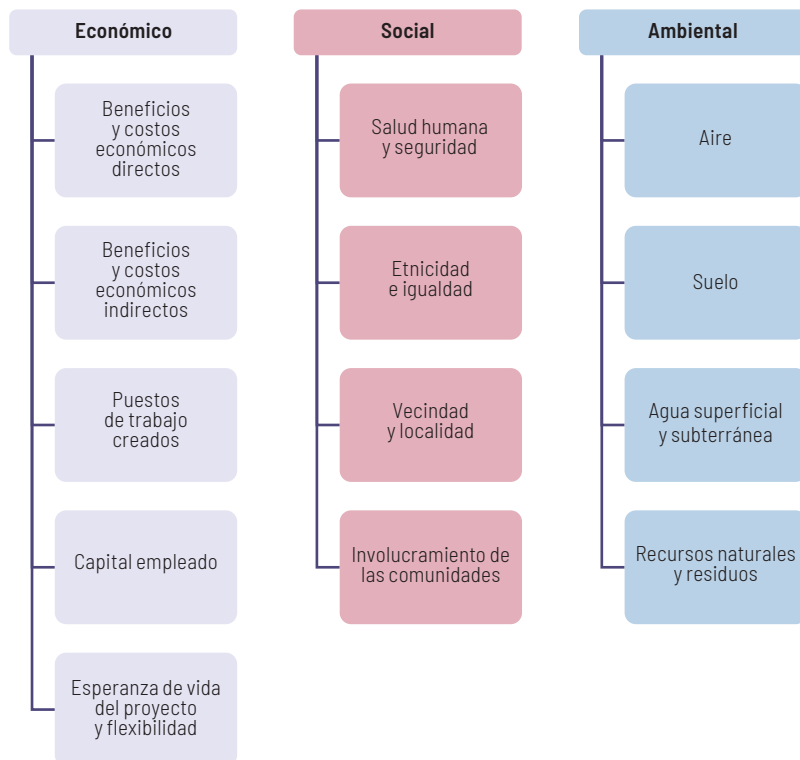 Económico
Beneficios
y costos
económicos
directos
Beneficios
y costos
económicos
indirectos
Puestos
de trabajo
creados
Capital empleado
Esperanza de vida
del proyecto
y flexibilidad
Social
Salud humana
y seguridad
Etnicidad
e igualdad
Vecindad
y localidad
Involucramiento de
las comunidades
Ambiental
Aire
Suelo
Agua superficial
y subterránea
Recursos naturales
y residuos